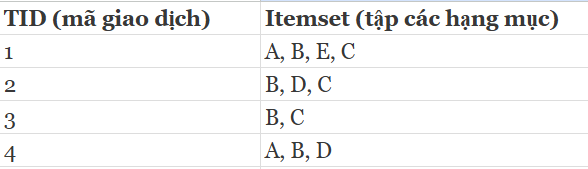 TID (mã giao dịch) Itemset (tập các hạng mục)
1 A, B, E, C
2 B, D, C
3 B, C
4 A, B, D